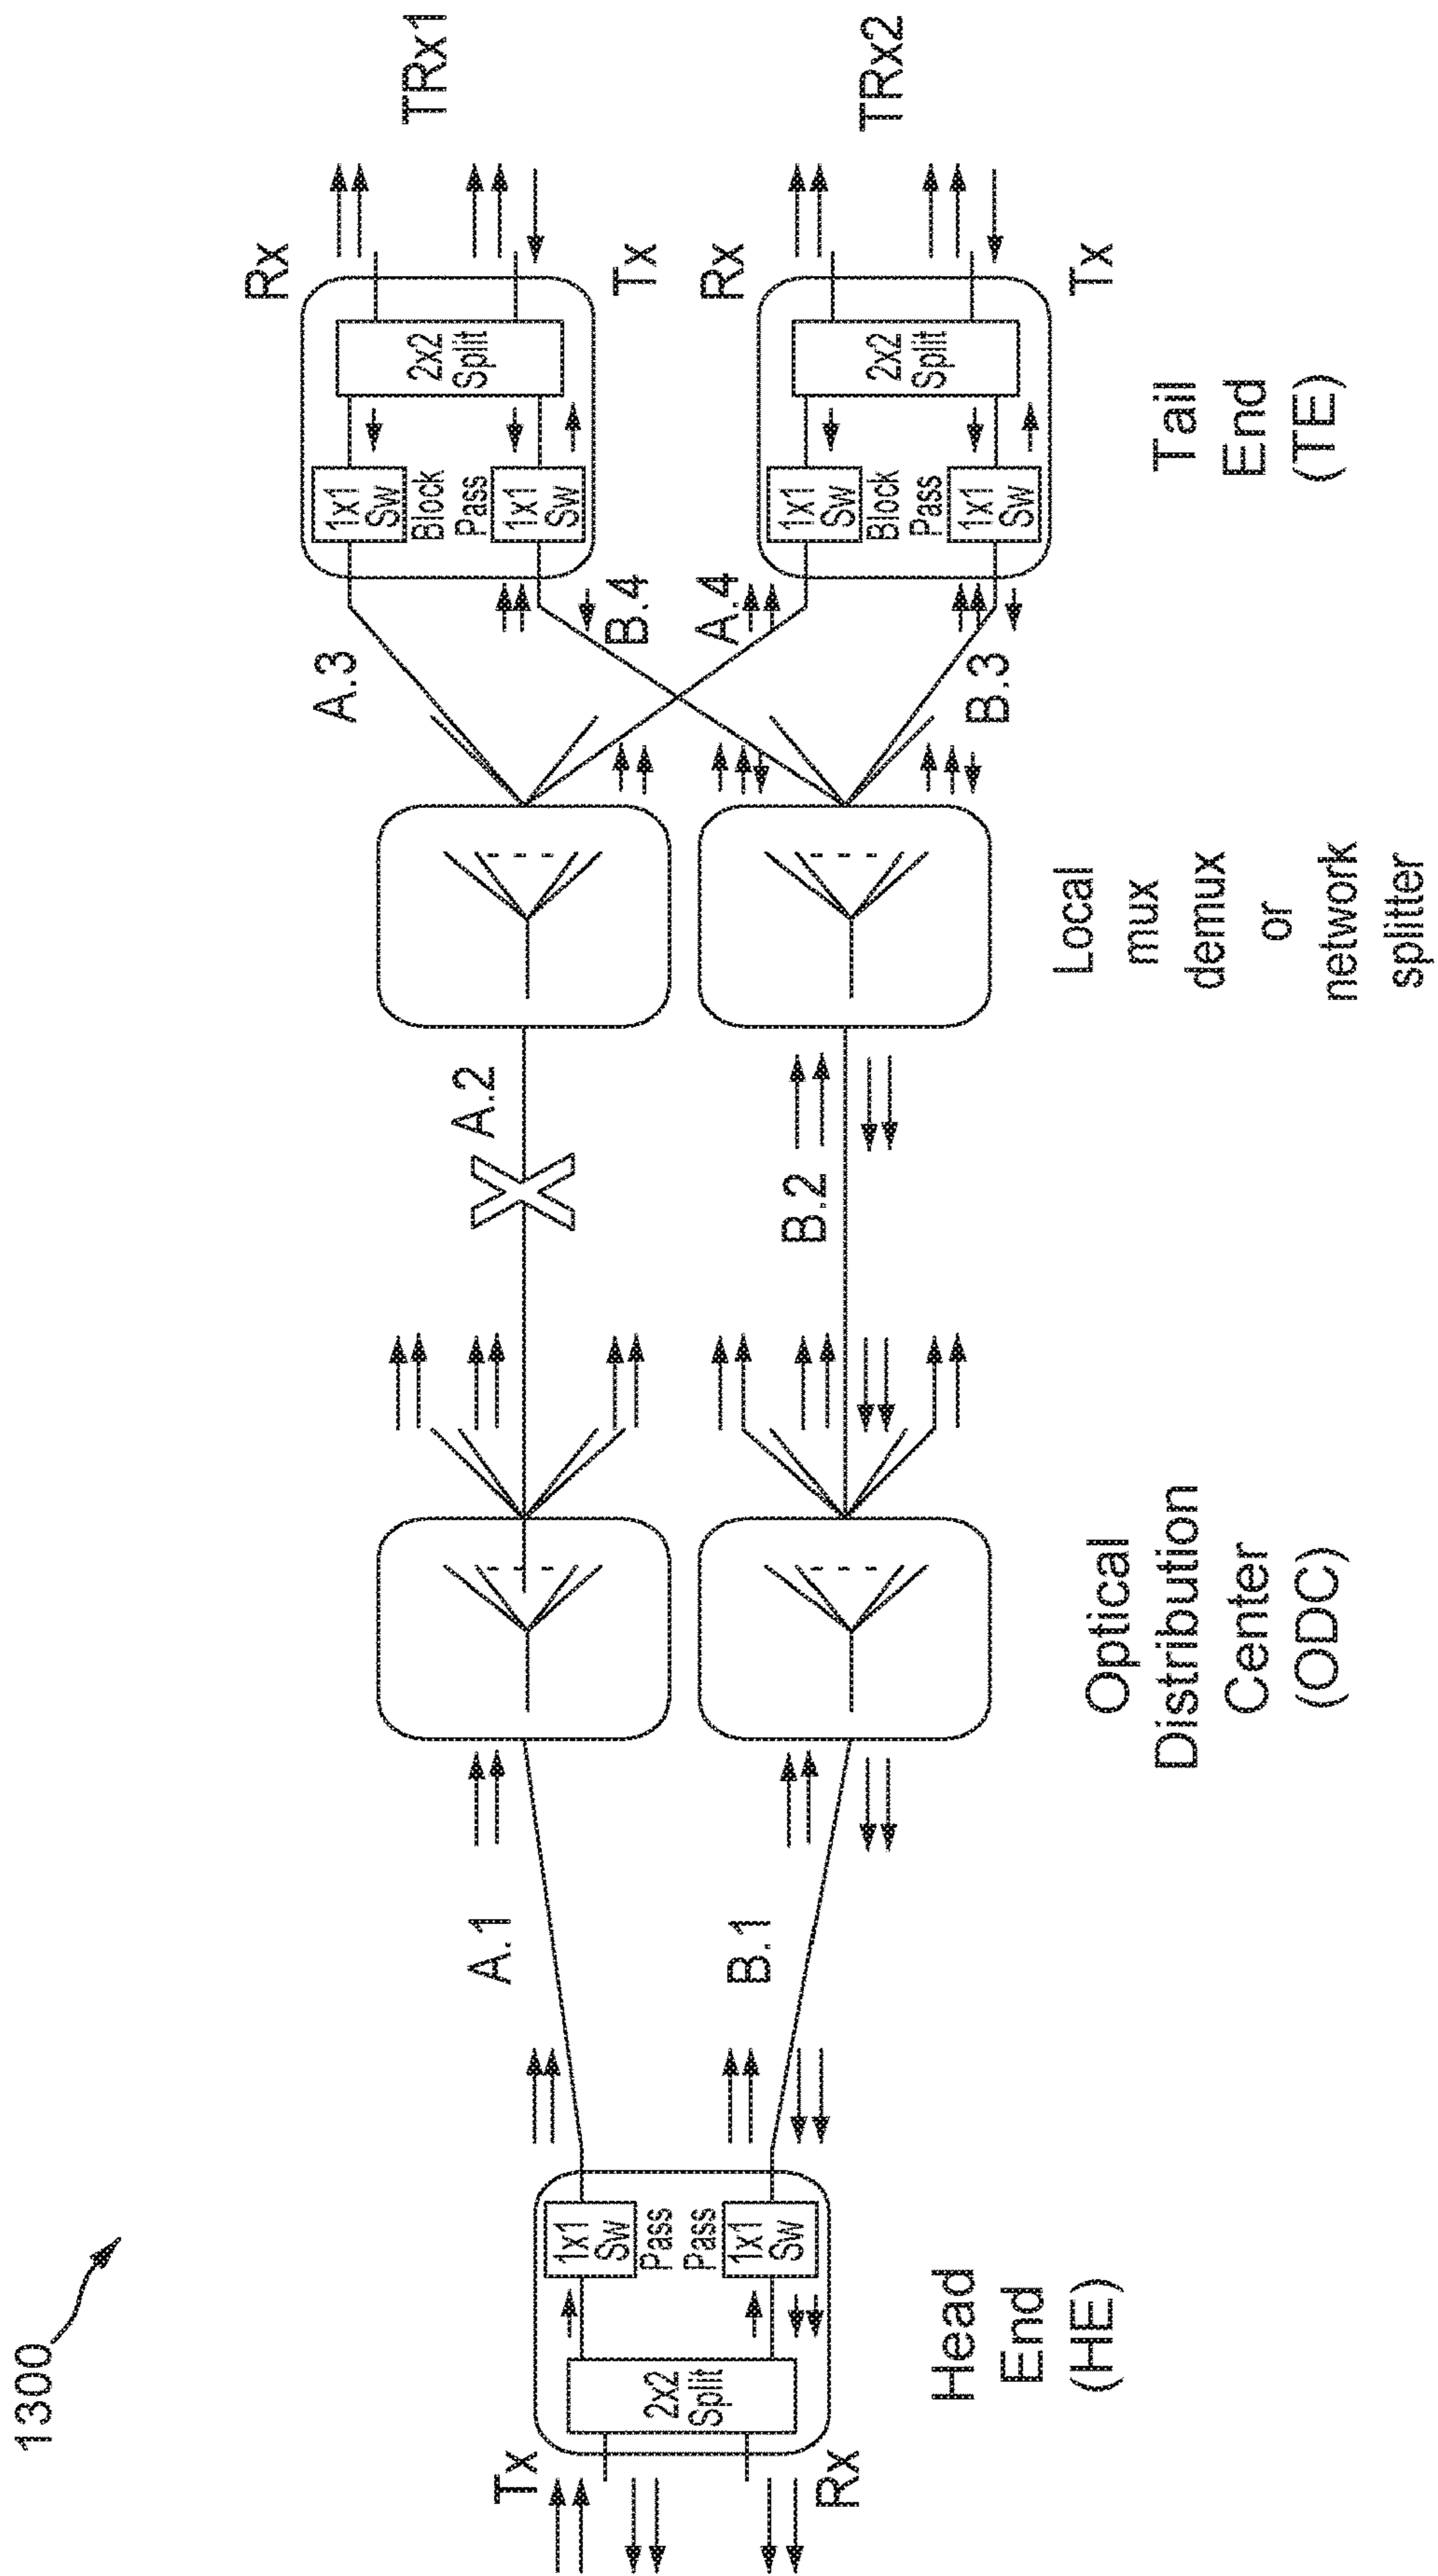 1300
Tx
Rx
2x2
Split
1x1
Sw
Pass
Pass
1x1
Sw
Head
End
(HE)
A.1
B.1
Optical
Distribution
Center
(ODC)
X
A.2
B.2
Local
mux
demux
or
network
splitter
A.3
B.4
A.4
B.3
1x1
Sw
Block
Pass
1x1
Sw
2x2
Split
Rx
Tx
TRx1
1x1
Sw
Block
Pass
1x1
Sw
2x2
Split
Rx
Tx
TRx2
Tail
End
(TE)